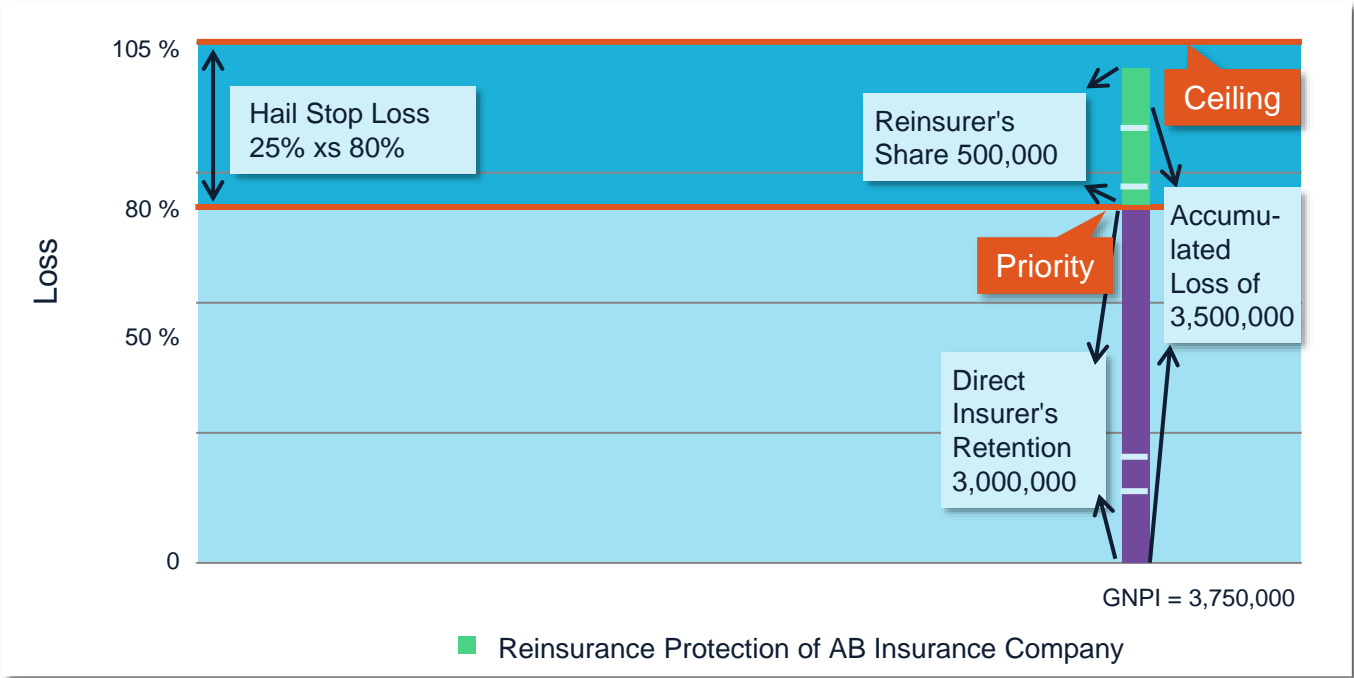 105 %
Hail Stop Loss
25% xs 80%
Reinsurer's
Share 500,000
Ceiling
80 %
Accumu-
lated
Loss of
3,500,000
Priority
Loss
50 %
Direct
Insurer's
Retention
3,000,000
0
GNPI = 3,750,000
Reinsurance Protection of AB Insurance Company